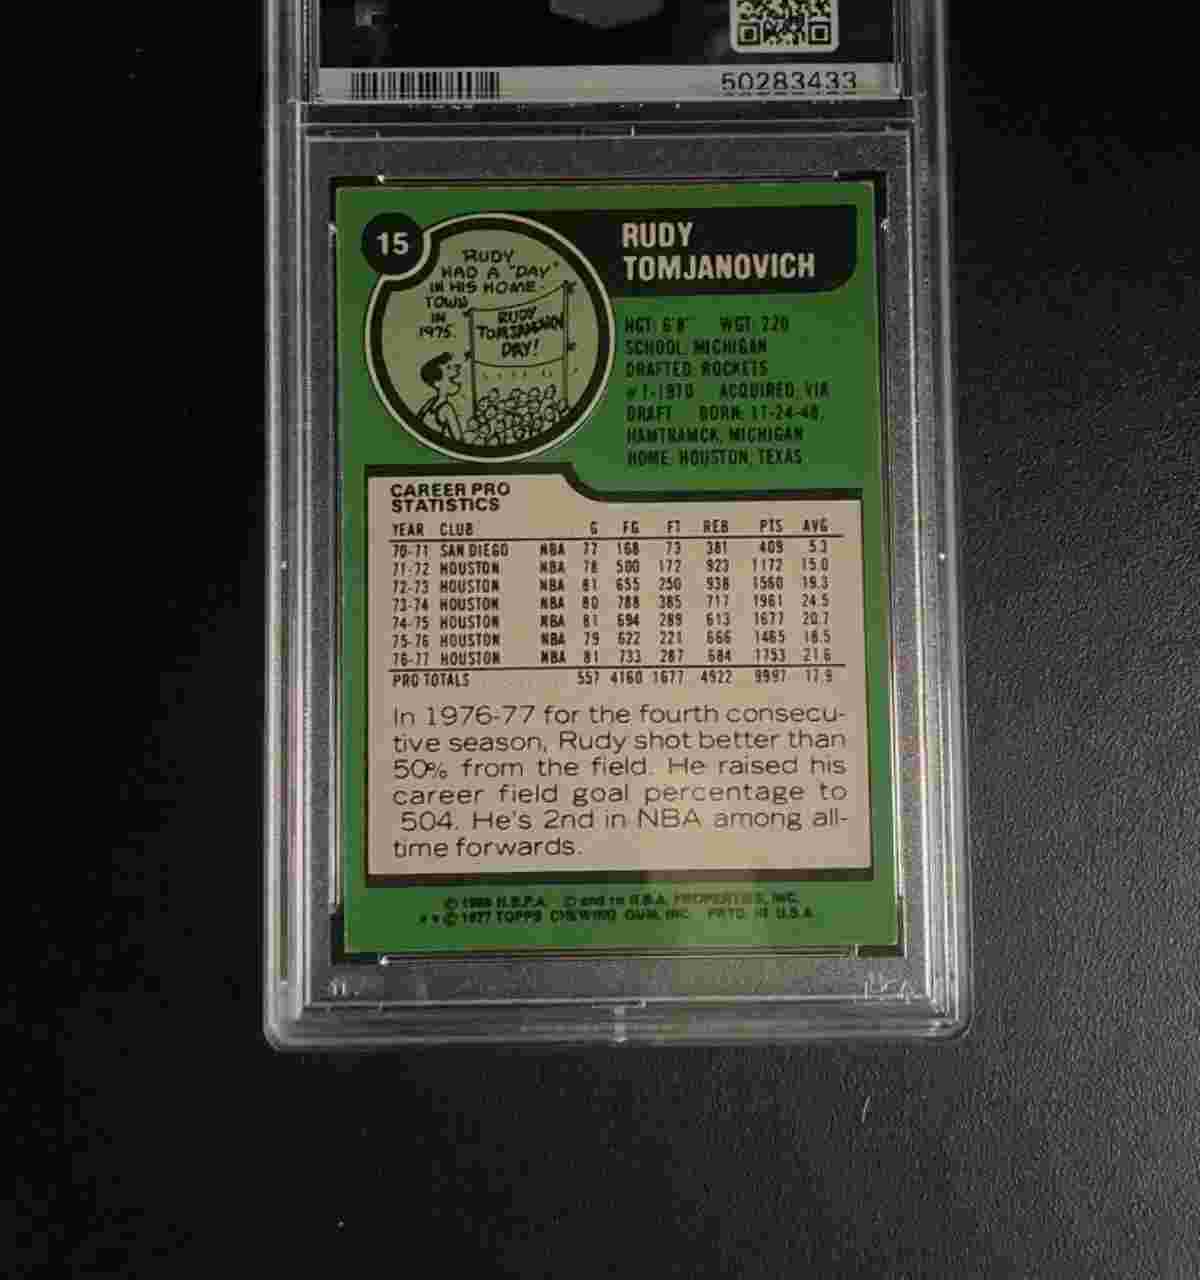 50283433
15
RUDY
HAD A "DAY"
IN HIS HOME-
TOWN
IN
1975.
RUDY
TOMJANOVICH
DAY!
RUDY
TOMJANOVICH
HGT: 6'8" WGT: 220
SCHOOL: MICHIGAN
DRAFTED: ROCKETS
#1-1970 ACQUIRED: VIA
DRAFT BORN: 11-24-48,
HAMTRAMCK, MICHIGAN
HOME: HOUSTON, TEXAS
CAREER PRO
STATISTICS
YEAR CLUB G FG FT REB PTS AVG
70-71 SAN DIEGO NBA 77 168 73 381 409 5.3
71-72 HOUSTON NBA 78 500 172 923 1172 15.0
72-73 HOUSTON NBA 81 655 250 938 1560 19.3
73-74 HOUSTON NBA 80 788 385 717 1961 24.5
74-75 HOUSTON NBA 81 694 289 613 1677 20.7
75-76 HOUSTON NBA 79 622 221 666 1465 18.5
76-77 HOUSTON NBA 81 733 287 684 1753 21.6
PRO TOTALS 557 4160 1677 4922 9997 17.9
In 1976-77 for the fourth consecu-
tive season, Rudy shot better than
50% from the field. He raised his
career field goal percentage to
504. He's 2nd in NBA among all-
time forwards.
© N.B.P.A. © and TM N.B.A. PROPERTIES, INC.
**© 1977 TOPPS CHEWING GUM, INC. PRTD. IN U.S.A.